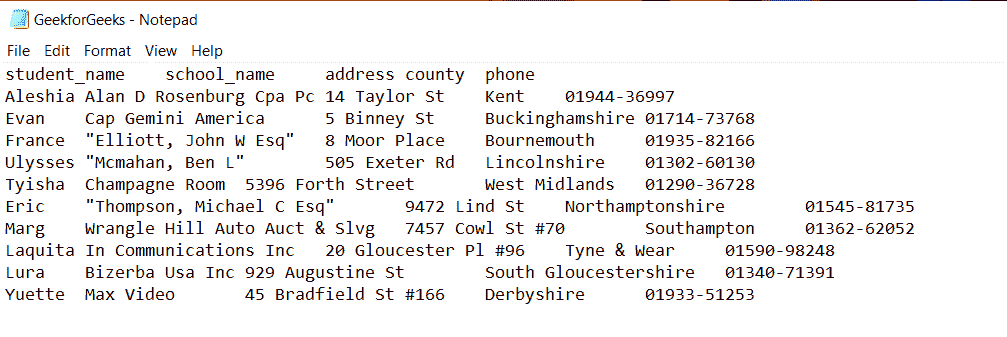 GeekforGeeks - Notepad
File Edit Format View Help
student_name	school_name	address	county	phone
Aleshia	Alan D Rosenburg Cpa Pc	14 Taylor St	Kent	01944-36997
Evan	Cap Gemini America	5 Binney St	Buckinghamshire	01714-73768
France	"Elliott, John W Esq"	8 Moor Place	Bournemouth	01935-82166
Ulysses	"Mcmahan, Ben L"	505 Exeter Rd	Lincolnshire	01302-60130
Tyisha	Champagne Room	5396 Forth Street	West Midlands	01290-36728
Eric	"Thompson, Michael C Esq"	9472 Lind St	Northamptonshire	01545-81735
Marg	Wrangle Hill Auto Auct & Slvg	7457 Cowl St #70	Southampton	01362-62052
Laquita	In Communications Inc	20 Gloucester Pl #96	Tyne & Wear	01590-98248
Lura	Bizerba Usa Inc	929 Augustine St	South Gloucestershire	01340-71391
Yuette	Max Video	45 Bradfield St #166	Derbyshire	01933-51253